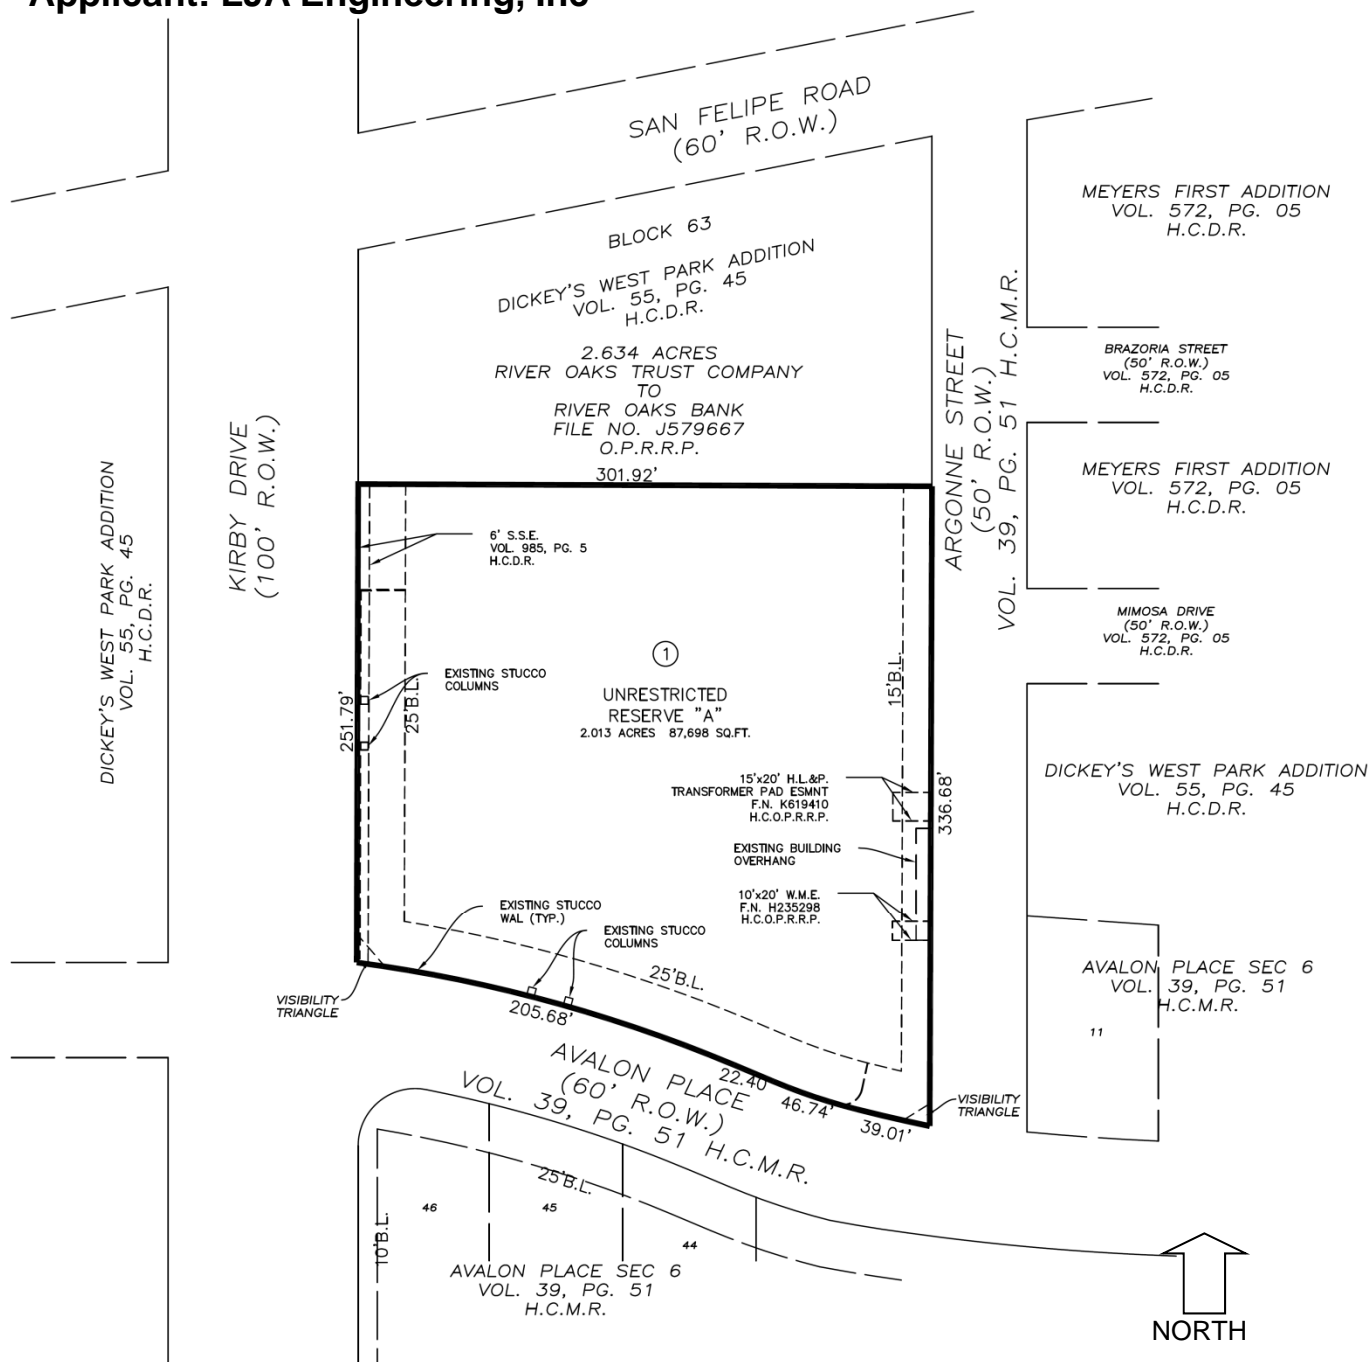 Applicant: LJA Engineering, Inc
SAN FELIPE ROAD
(60' R.O.W.)
BLOCK 63
DICKEY'S WEST PARK ADDITION
VOL. 55, PG. 45
H.C.D.R.
2.634 ACRES
RIVER OAKS TRUST COMPANY
TO
RIVER OAKS BANK
FILE NO. J579667
O.P.R.R.P.
301.92'
MEYERS FIRST ADDITION
VOL. 572, PG. 05
H.C.D.R.
BRAZORIA STREET
(50' R.O.W.)
VOL. 572, PG. 05
H.C.D.R.
MEYERS FIRST ADDITION
VOL. 572, PG. 05
H.C.D.R.
MIMOSA DRIVE
(50' R.O.W.)
VOL. 572, PG. 05
H.C.D.R.
DICKEY'S WEST PARK ADDITION
VOL. 55, PG. 45
H.C.D.R.
AVALON PLACE SEC 6
VOL. 39, PG. 51
H.C.M.R.
11
ARGONNE STREET
(50' R.O.W.)
VOL. 39, PG. 51 H.C.M.R.
KIRBY DRIVE
(100' R.O.W.)
DICKEY'S WEST PARK ADDITION
VOL. 55, PG. 45
H.C.D.R.
6' S.S.E.
VOL. 985, PG. 5
H.C.D.R.
EXISTING STUCCO
COLUMNS
251.79'
25'B.L.
1
UNRESTRICTED
RESERVE "A"
2.013 ACRES 87,698 SQ.FT.
15'B.L.
15'x20' H.L.&P.
TRANSFORMER PAD ESMNT
F.N. K619410
H.C.O.P.R.R.P.
336.68'
EXISTING BUILDING
OVERHANG
10'x20' W.M.E.
F.N. H235298
H.C.O.P.R.R.P.
EXISTING STUCCO
WAL (TYP.)
EXISTING STUCCO
COLUMNS
25'B.L.
VISIBILITY
TRIANGLE
205.68'
22.40'
46.74'
39.01'
VISIBILITY
TRIANGLE
AVALON PLACE
(60' R.O.W.)
VOL. 39, PG. 51 H.C.M.R.
25'B.L.
10'B.L.
46
45
44
AVALON PLACE SEC 6
VOL. 39, PG. 51
H.C.M.R.
NORTH